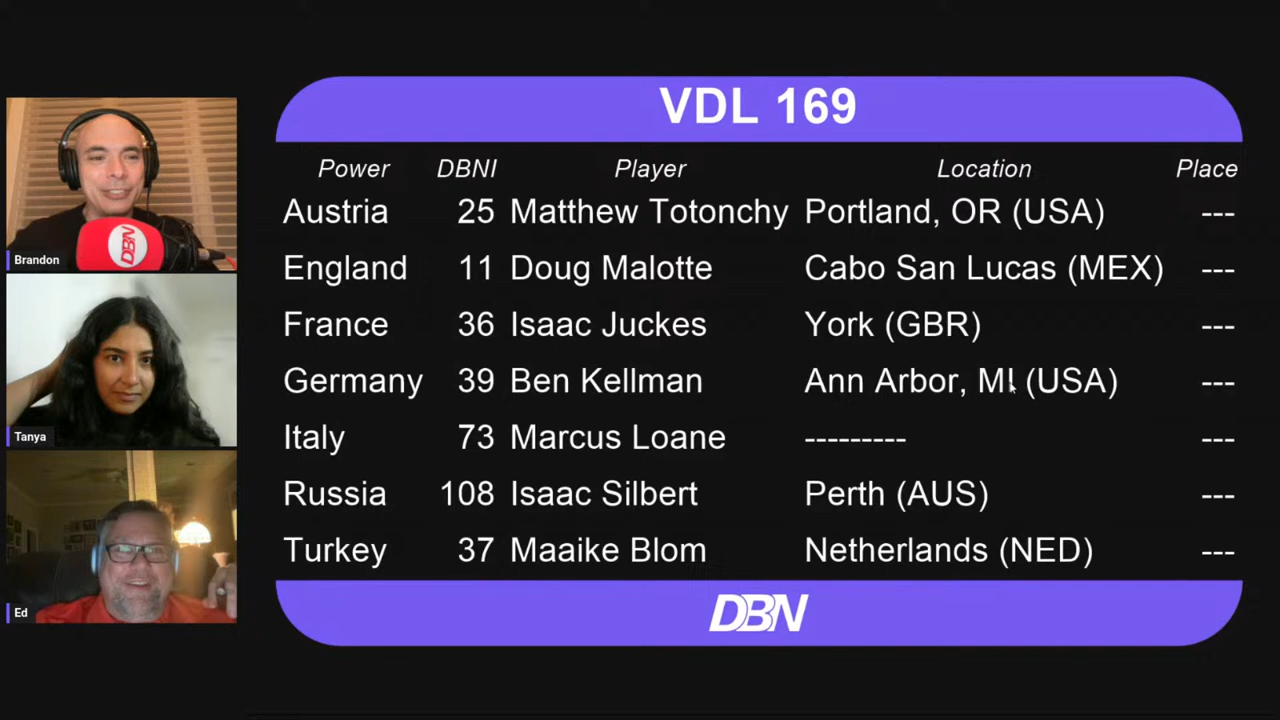 VDL 169
Power DBNI Player Location Place
Austria 25 Matthew Totonchy Portland, OR (USA) ---
England 11 Doug Malotte Cabo San Lucas (MEX) ---
France 36 Isaac Juckes York (GBR) ---
Germany 39 Ben Kellman Ann Arbor, MI (USA) ---
Italy 73 Marcus Loane --------- ---
Russia 108 Isaac Silbert Perth (AUS) ---
Turkey 37 Maaike Blom Netherlands (NED) ---
DBN
DBN
Brandon
Tanya
Ed